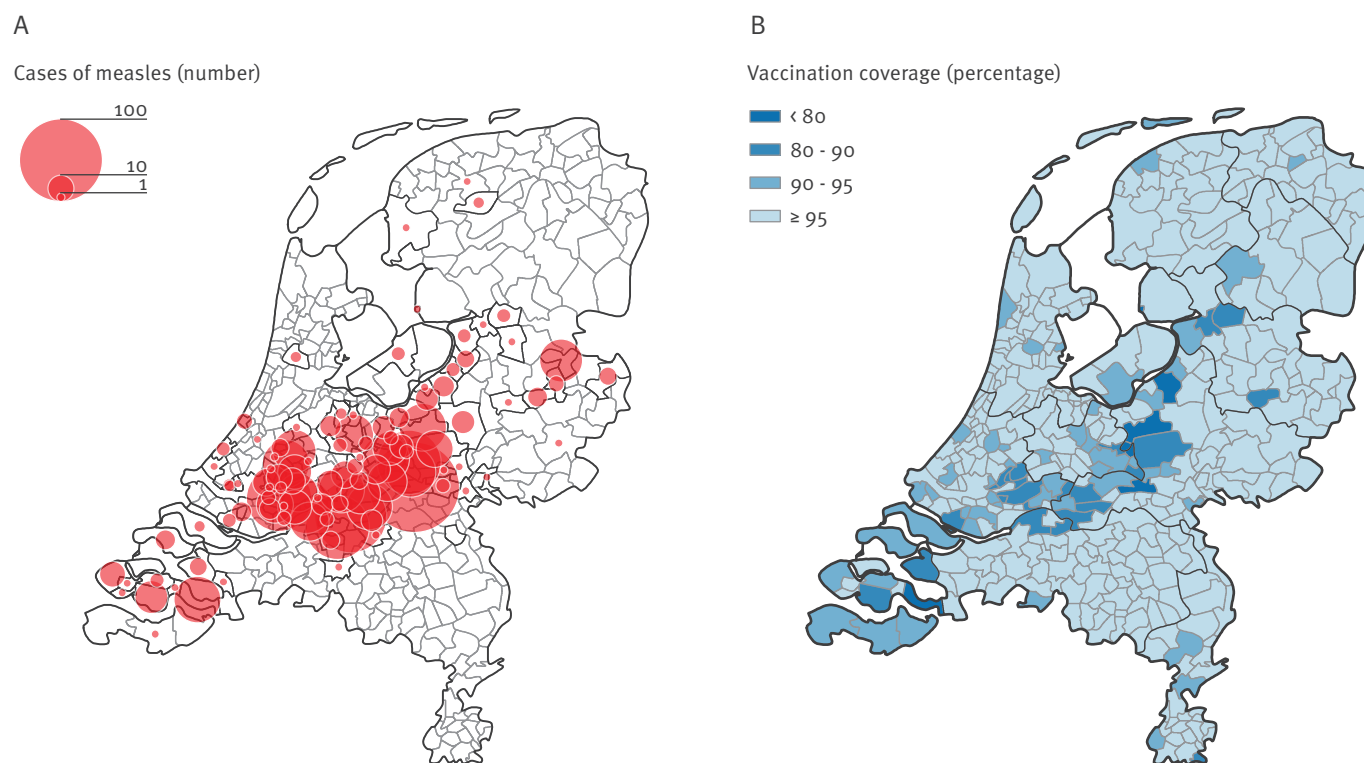 A
Cases of measles (number)
100
10
1
B
Vaccination coverage (percentage)
< 80
80 - 90
90 - 95
≥ 95